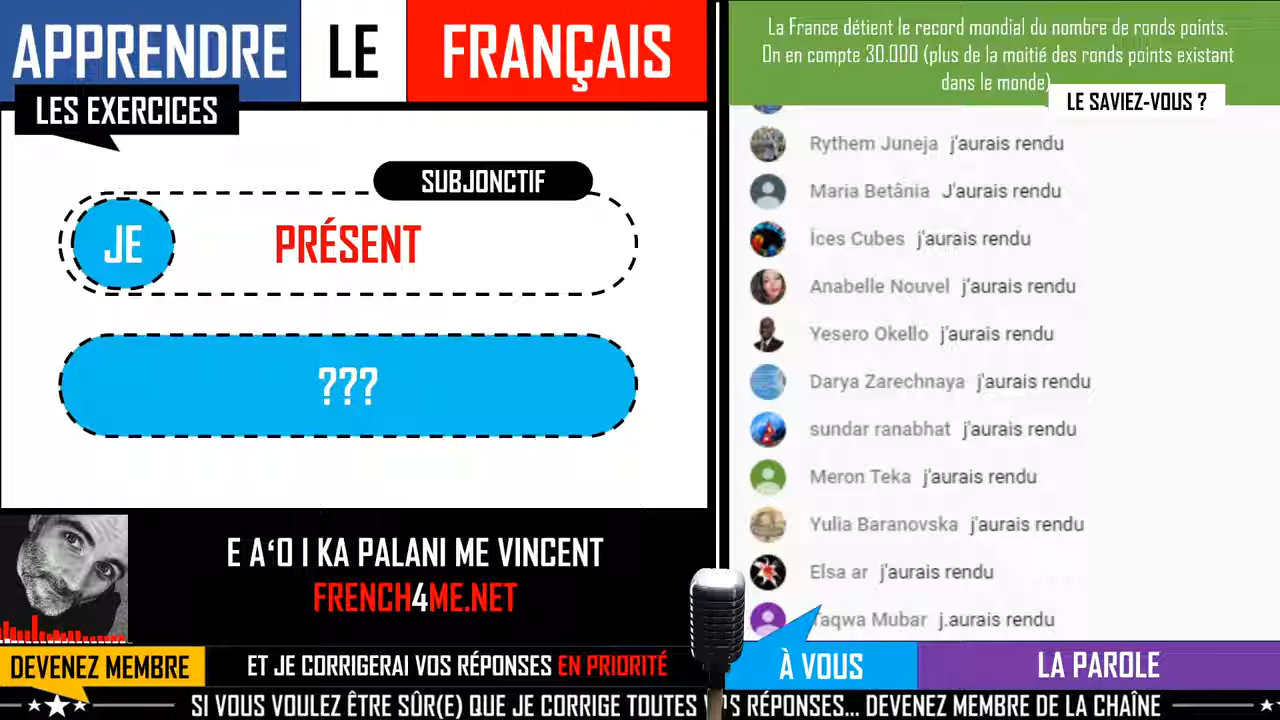 APPRENDRE LE FRANÇAIS
LES EXERCICES
SUBJONCTIF
JE
PRÉSENT
???
E AʻO I KA PALANI ME VINCENT
FRENCH4ME.NET
DEVENEZ MEMBRE
ET JE CORRIGERAI VOS RÉPONSES EN PRIORITÉ
La France détient le record mondial du nombre de ronds points.
On en compte 30.000 (plus de la moitié des ronds points existant
dans le monde)
LE SAVIEZ-VOUS ?
Rythem Juneja j'aurais rendu
Maria Betânia J'aurais rendu
İces Cubes j'aurais rendu
Anabelle Nouvel j'aurais rendu
Yesero Okello j'aurais rendu
Darya Zarechnaya j'aurais rendu
sundar ranabhat j'aurais rendu
Meron Teka j'aurais rendu
Yulia Baranovska j'aurais rendu
Elsa ar j'aurais rendu
Mubar j.aurais rendu
À VOUS
LA PAROLE
SI VOUS VOULEZ ÊTRE SÛR(E) QUE JE CORRIGE TOUTES RÉPONSES... DEVENEZ MEMBRE DE LA CHAÎNE